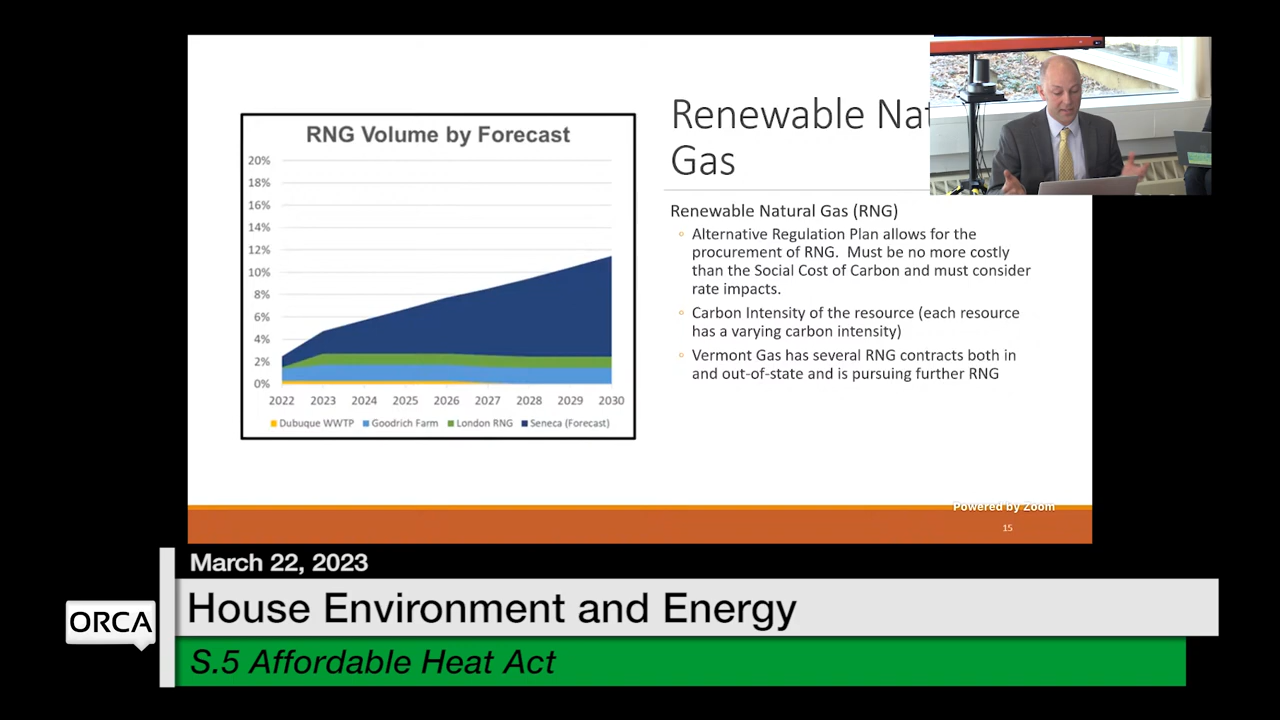 RNG Volume by Forecast
20%
18%
16%
14%
12%
10%
8%
6%
4%
2%
0%
2022 2023 2024 2025 2026 2027 2028 2029 2030
Dubuque WWTP Goodrich Farm London RNG Seneca (Forecast)
Renewable Nat
Gas
Renewable Natural Gas (RNG)
Alternative Regulation Plan allows for the
procurement of RNG. Must be no more costly
than the Social Cost of Carbon and must consider
rate impacts.
Carbon Intensity of the resource (each resource
has a varying carbon intensity)
Vermont Gas has several RNG contracts both in
and out-of-state and is pursuing further RNG
Powered by Zoom
15
March 22, 2023
ORCA
House Environment and Energy
S.5 Affordable Heat Act